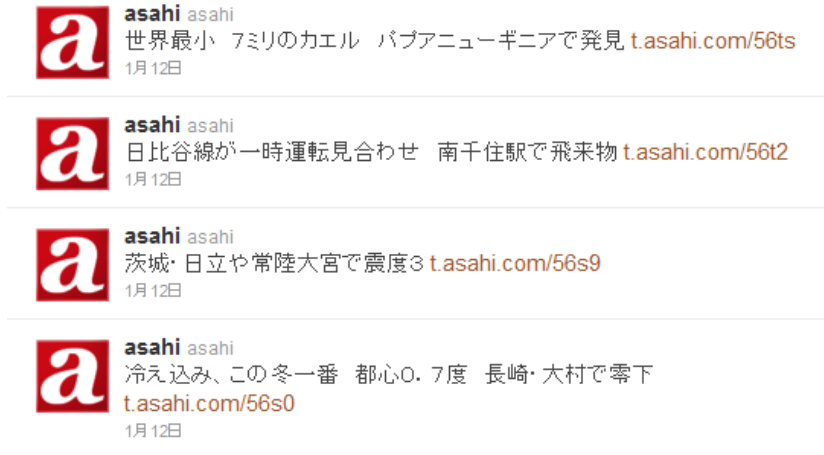 asahi asahi
世界最小　7ミリのカエル　パプアニューギニアで発見 t.asahi.com/56ts
1月12日
asahi asahi
日比谷線が一時運転見合わせ　南千住駅で飛来物 t.asahi.com/56t2
1月12日
asahi asahi
茨城・日立や常陸大宮で震度3 t.asahi.com/56s9
1月12日
asahi asahi
冷え込み、この冬一番　都心0．7度　長崎・大村で零下
t.asahi.com/56s0
1月12日